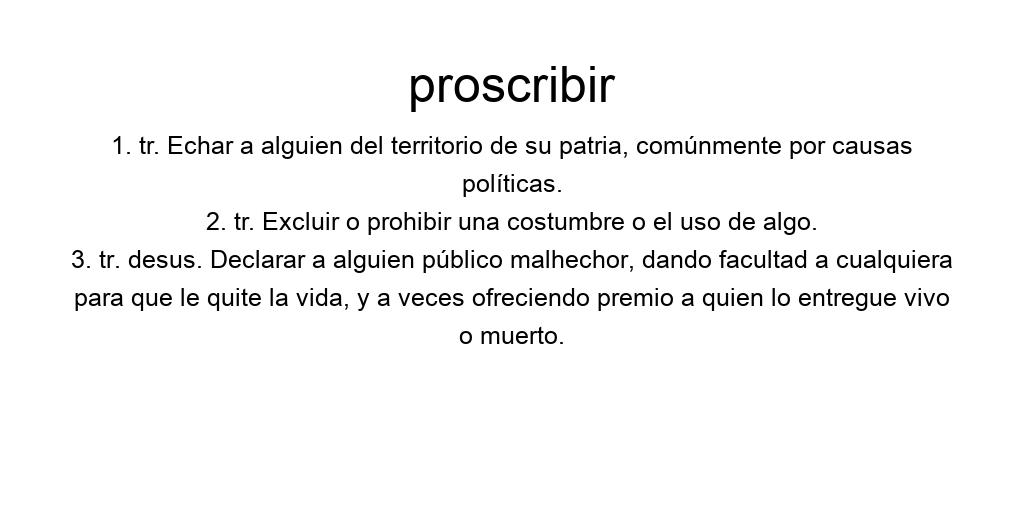 proscribir
1. tr. Echar a alguien del territorio de su patria, comúnmente por causas
políticas.
2. tr. Excluir o prohibir una costumbre o el uso de algo.
3. tr. desus. Declarar a alguien público malhechor, dando facultad a cualquiera
para que le quite la vida, y a veces ofreciendo premio a quien lo entregue vivo
o muerto.